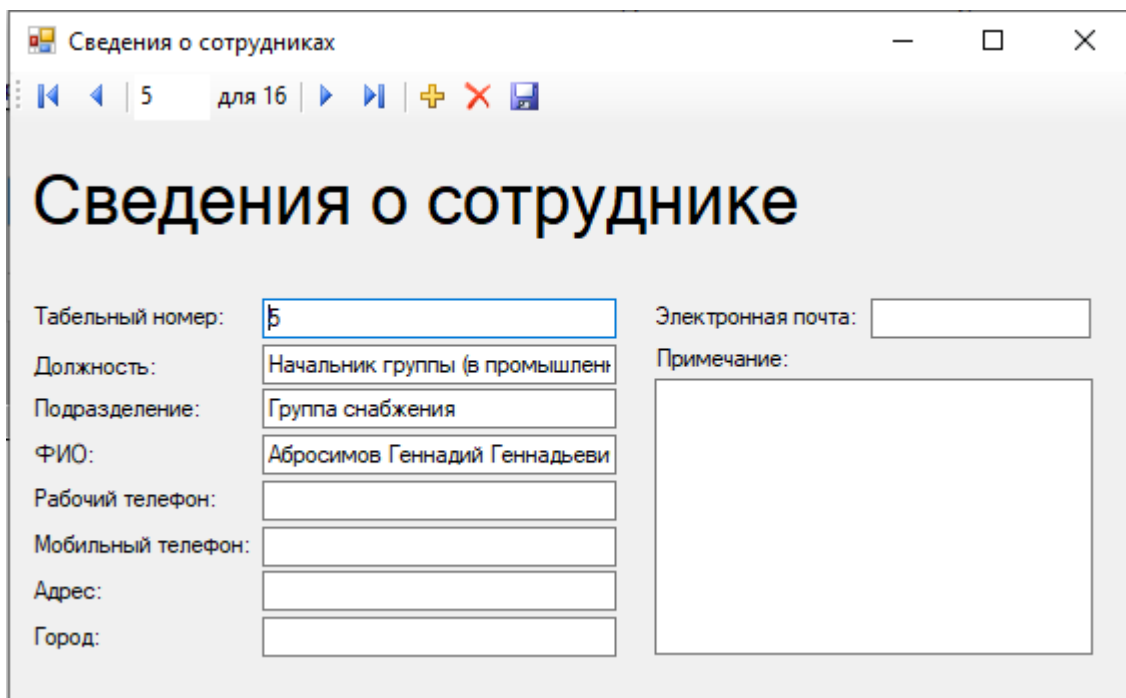 Сведения о сотрудниках
5 для 16
Сведения о сотруднике
Табельный номер: 5
Должность: Начальник группы (в промышленн
Подразделение: Группа снабжения
ФИО: Абросимов Геннадий Геннадьеви
Рабочий телефон:
Мобильный телефон:
Адрес:
Город:
Электронная почта:
Примечание: